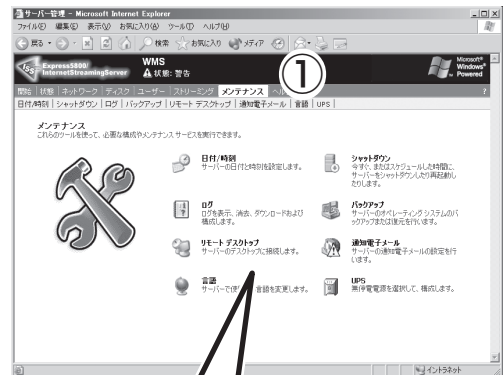 サーバー管理 - Microsoft Internet Explorer
ファイル(F) 編集(E) 表示(V) お気に入り(A) ツール(T) ヘルプ(H)
戻る 検索 お気に入り メディア
Express5800/
InternetStreamingServer
WMS
状態: 警告
①
Microsoft®
Windows®
Powered
開始 状態 ネットワーク ディスク ユーザー ストリーミング メンテナンス ?
日付/時刻 シャットダウン ログ バックアップ リモート デスクトップ 通知電子メール 言語 UPS
メンテナンス
これらのツールを使って、必要な構成やメンテナンス サービスを実行できます。
日付/時刻
サーバーの日付と時刻を設定します。
シャットダウン
今すぐ、またはスケジュールした時間に、
サーバーをシャットダウンしたり再起動し
たりします。
ログ
ログを表示、消去、ダウンロードおよび
構成します。
バックアップ
サーバーのオペレーティング システムのバ
ックアップまたは復元を行います。
リモート デスクトップ
サーバーのデスクトップに接続します。
通知電子メール
サーバーの通知電子メールの設定を行
います。
言語
サーバーで使 言語を変更します。
UPS
無停電電源を選択して、構成します。
イントラネット